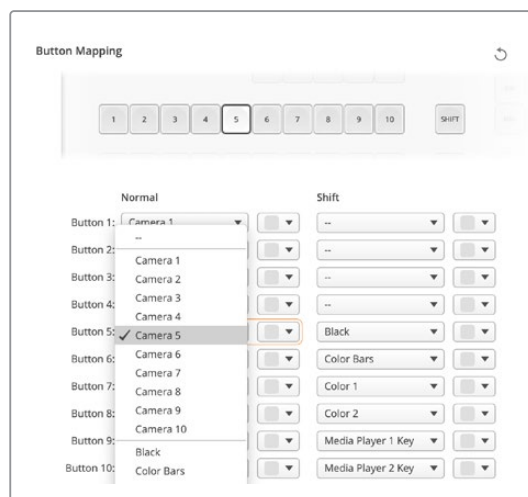 Button Mapping
1 2 3 4 5 6 7 8 9 10 SHIFT
Normal Shift
Button 1: Camera 1 --
Button 2: -- --
Button 3: Camera 1 --
Camera 2
Button 4: Camera 3 --
Camera 4
Button 5: ✓ Camera 5 Black
Button 6: Camera 6 Color Bars
Button 7: Camera 7 Color 1
Camera 8
Button 8: Camera 9 Color 2
Camera 10
Button 9: Black Media Player 1 Key
Button 10: Color Bars Media Player 2 Key